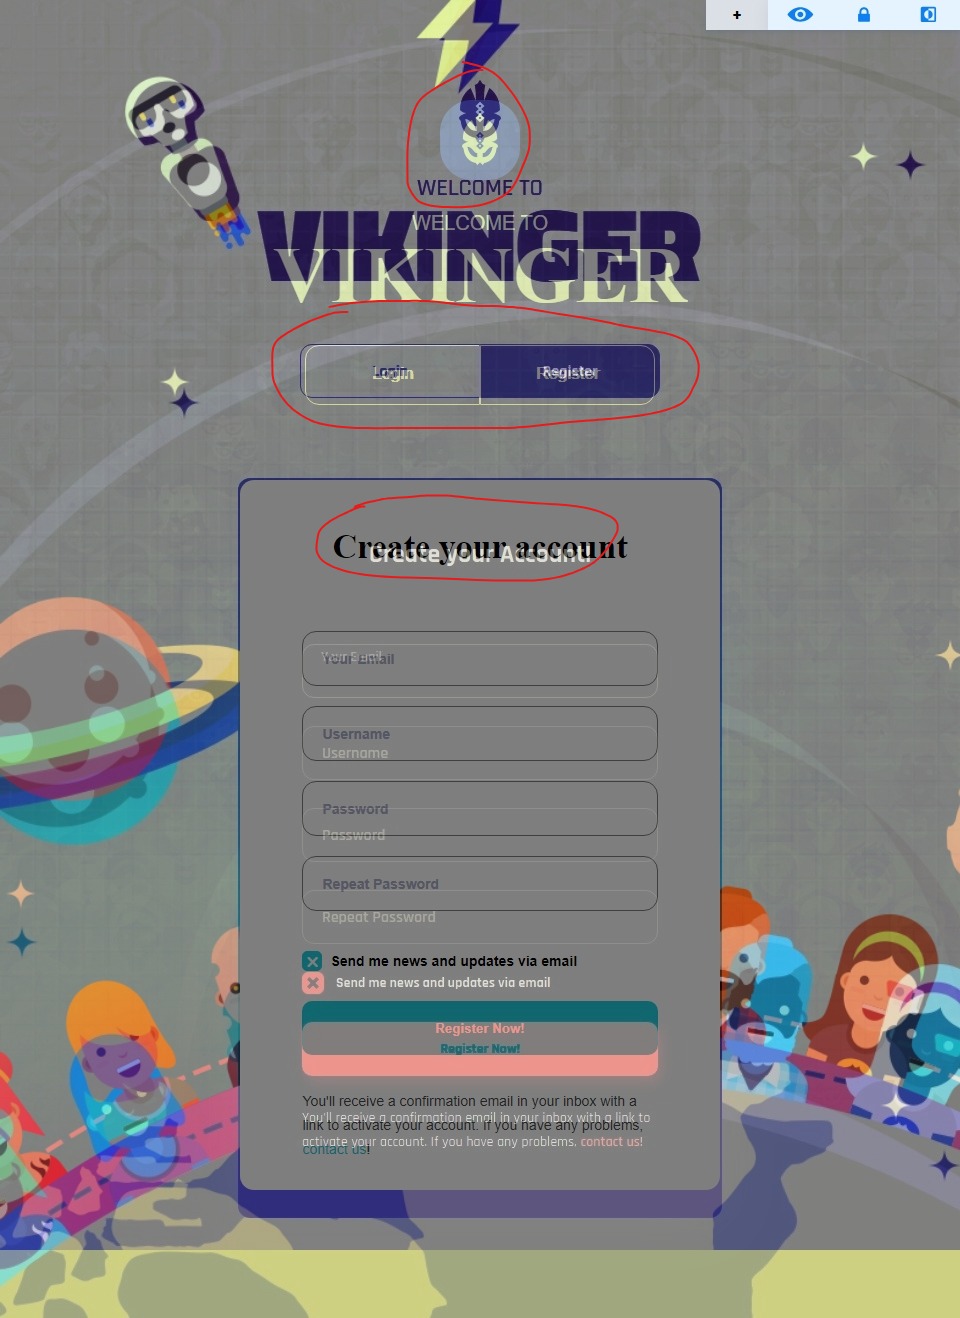 +
WELCOME TO
WELCOME TO
VIKINGER
VIKINGER
Login
Login
Register
Register
Create your account
Create your Account!
Your Email
Your Email
Username
Username
Password
Password
Repeat Password
Repeat Password
Send me news and updates via email
Send me news and updates via email
Register Now!
Register Now!
You'll receive a confirmation email in your inbox with a
You'll receive a confirmation email in your inbox with a link to
link to activate your account. If you have any problems,
activate your account. If you have any problems, contact us!
contact us!